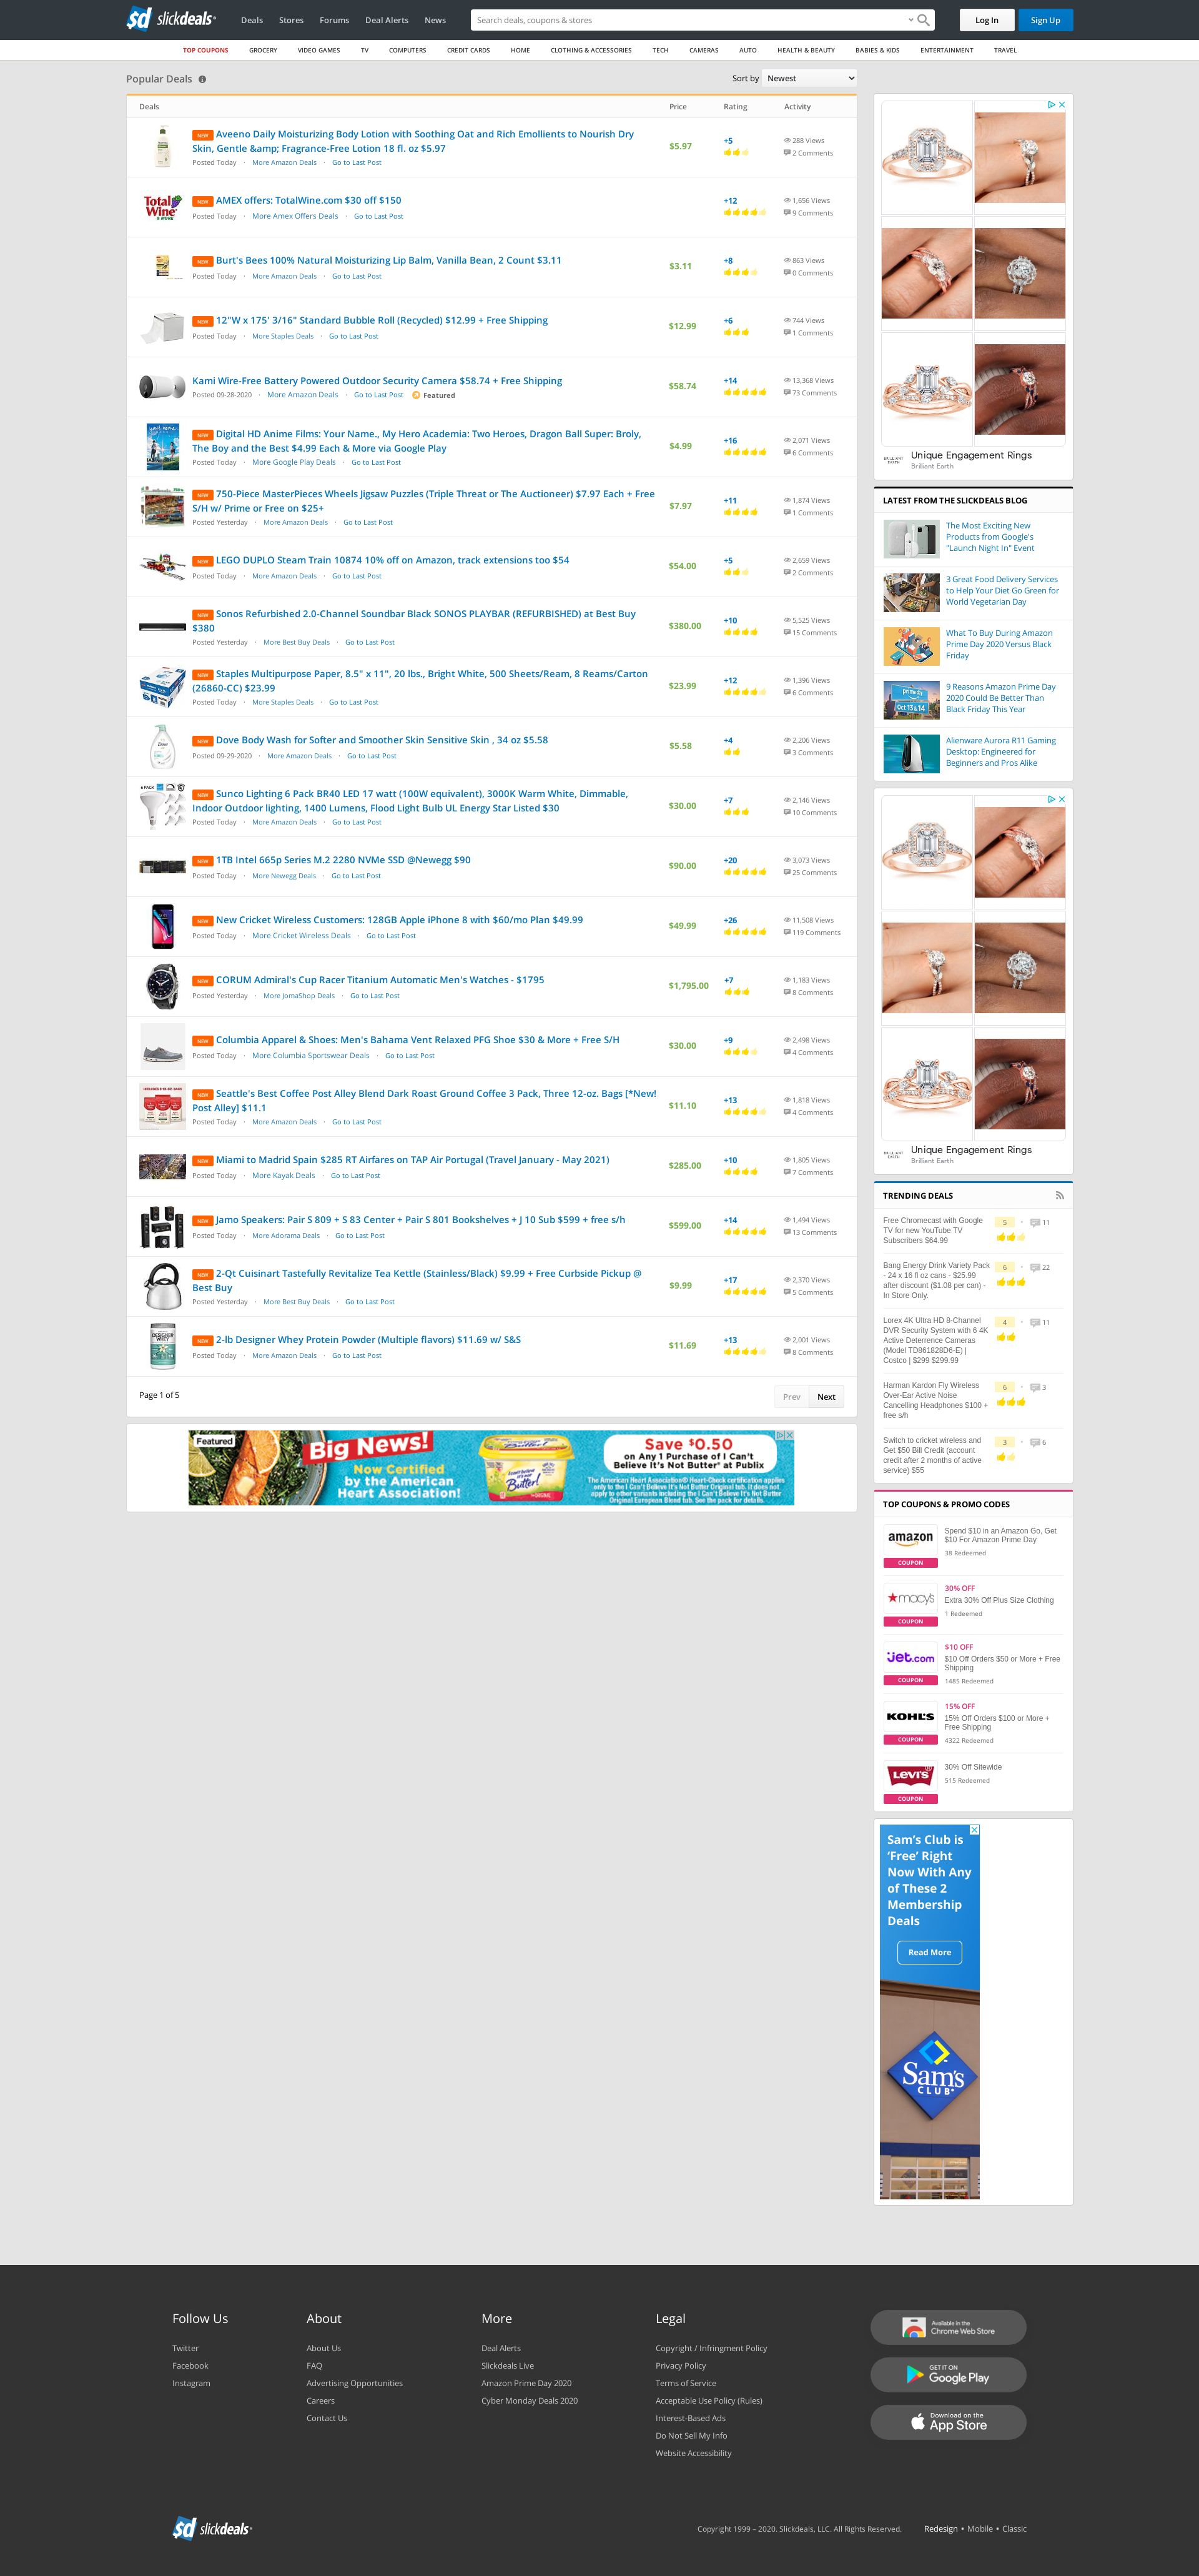 sd slickdeals
Deals Stores Forums Deal Alerts News
Search deals, coupons & stores
Log In Sign Up
TOP COUPONS GROCERY VIDEO GAMES TV COMPUTERS CREDIT CARDS HOME CLOTHING & ACCESSORIES TECH CAMERAS AUTO HEALTH & BEAUTY BABIES & KIDS ENTERTAINMENT TRAVEL
Popular Deals
Sort by Newest
Deals Price Rating Activity
NEW Aveeno Daily Moisturizing Body Lotion with Soothing Oat and Rich Emollients to Nourish Dry
Skin, Gentle &amp; Fragrance-Free Lotion 18 fl. oz $5.97
Posted Today · More Amazon Deals · Go to Last Post
$5.97
+5
288 Views
2 Comments
Total Wine & MORE
NEW AMEX offers: TotalWine.com $30 off $150
Posted Today · More Amex Offers Deals · Go to Last Post
+12
1,656 Views
9 Comments
NEW Burt's Bees 100% Natural Moisturizing Lip Balm, Vanilla Bean, 2 Count $3.11
Posted Today · More Amazon Deals · Go to Last Post
$3.11
+8
863 Views
0 Comments
NEW 12"W x 175' 3/16" Standard Bubble Roll (Recycled) $12.99 + Free Shipping
Posted Today · More Staples Deals · Go to Last Post
$12.99
+6
744 Views
1 Comments
Kami Wire-Free Battery Powered Outdoor Security Camera $58.74 + Free Shipping
Posted 09-28-2020 · More Amazon Deals · Go to Last Post Featured
$58.74
+14
13,368 Views
73 Comments
NEW Digital HD Anime Films: Your Name., My Hero Academia: Two Heroes, Dragon Ball Super: Broly,
The Boy and the Best $4.99 Each & More via Google Play
Posted Today · More Google Play Deals · Go to Last Post
$4.99
+16
2,071 Views
6 Comments
NEW 750-Piece MasterPieces Wheels Jigsaw Puzzles (Triple Threat or The Auctioneer) $7.97 Each + Free
S/H w/ Prime or Free on $25+
Posted Yesterday · More Amazon Deals · Go to Last Post
$7.97
+11
1,874 Views
1 Comments
NEW LEGO DUPLO Steam Train 10874 10% off on Amazon, track extensions too $54
Posted Today · More Amazon Deals · Go to Last Post
$54.00
+5
2,659 Views
2 Comments
NEW Sonos Refurbished 2.0-Channel Soundbar Black SONOS PLAYBAR (REFURBISHED) at Best Buy
$380
Posted Yesterday · More Best Buy Deals · Go to Last Post
$380.00
+10
5,525 Views
15 Comments
NEW Staples Multipurpose Paper, 8.5" x 11", 20 lbs., Bright White, 500 Sheets/Ream, 8 Reams/Carton
(26860-CC) $23.99
Posted Today · More Staples Deals · Go to Last Post
$23.99
+12
1,396 Views
6 Comments
NEW Dove Body Wash for Softer and Smoother Skin Sensitive Skin , 34 oz $5.58
Posted 09-29-2020 · More Amazon Deals · Go to Last Post
$5.58
+4
2,206 Views
3 Comments
6 PACK
NEW Sunco Lighting 6 Pack BR40 LED 17 watt (100W equivalent), 3000K Warm White, Dimmable,
Indoor Outdoor lighting, 1400 Lumens, Flood Light Bulb UL Energy Star Listed $30
Posted Today · More Amazon Deals · Go to Last Post
$30.00
+7
2,146 Views
10 Comments
NEW 1TB Intel 665p Series M.2 2280 NVMe SSD @Newegg $90
Posted Today · More Newegg Deals · Go to Last Post
$90.00
+20
3,073 Views
25 Comments
NEW New Cricket Wireless Customers: 128GB Apple iPhone 8 with $60/mo Plan $49.99
Posted Today · More Cricket Wireless Deals · Go to Last Post
$49.99
+26
11,508 Views
119 Comments
NEW CORUM Admiral's Cup Racer Titanium Automatic Men's Watches - $1795
Posted Yesterday · More JomaShop Deals · Go to Last Post
$1,795.00
+7
1,183 Views
8 Comments
NEW Columbia Apparel & Shoes: Men's Bahama Vent Relaxed PFG Shoe $30 & More + Free S/H
Posted Today · More Columbia Sportswear Deals · Go to Last Post
$30.00
+9
2,498 Views
4 Comments
NEW Seattle's Best Coffee Post Alley Blend Dark Roast Ground Coffee 3 Pack, Three 12-oz. Bags [*New!
Post Alley] $11.1
Posted Today · More Amazon Deals · Go to Last Post
$11.10
+13
1,818 Views
4 Comments
NEW Miami to Madrid Spain $285 RT Airfares on TAP Air Portugal (Travel January - May 2021)
Posted Today · More Kayak Deals · Go to Last Post
$285.00
+10
1,805 Views
7 Comments
NEW Jamo Speakers: Pair S 809 + S 83 Center + Pair S 801 Bookshelves + J 10 Sub $599 + free s/h
Posted Today · More Adorama Deals · Go to Last Post
$599.00
+14
1,494 Views
13 Comments
NEW 2-Qt Cuisinart Tastefully Revitalize Tea Kettle (Stainless/Black) $9.99 + Free Curbside Pickup @
Best Buy
Posted Yesterday · More Best Buy Deals · Go to Last Post
$9.99
+17
2,370 Views
5 Comments
NEW 2-lb Designer Whey Protein Powder (Multiple flavors) $11.69 w/ S&S
Posted Today · More Amazon Deals · Go to Last Post
$11.69
+13
2,001 Views
8 Comments
Page 1 of 5
Prev Next
Featured
Big News!
Now Certified by the
American Heart
Association!
Butter!
Save $0.50
on Any 1 Purchase of I Can't
Believe It's Not Butter® at Publix
The American Heart Association® Heart-Check certification applies
only to the I Can't Believe It's Not Butter Original tub. It does not
apply to other variations including the I Can't Believe It's Not Butter
Original European Blend tub. See the pack for details.
Unique Engagement Rings
Brilliant Earth
LATEST FROM THE SLICKDEALS BLOG
The Most Exciting New
Products from Google's
"Launch Night In" Event
3 Great Food Delivery Services
to Help Your Diet Go Green for
World Vegetarian Day
What To Buy During Amazon
Prime Day 2020 Versus Black
Friday
prime day
Oct 13 & 14
9 Reasons Amazon Prime Day
2020 Could Be Better Than
Black Friday This Year
Alienware Aurora R11 Gaming
Desktop: Engineered for
Beginners and Pros Alike
Unique Engagement Rings
Brilliant Earth
TRENDING DEALS
Free Chromecast with Google
TV for new YouTube TV
Subscribers $64.99
5 · 11
Bang Energy Drink Variety Pack
- 24 x 16 fl oz cans - $25.99
after discount ($1.08 per can) -
In Store Only.
6 · 22
Lorex 4K Ultra HD 8-Channel
DVR Security System with 6 4K
Active Deterrence Cameras
(Model TD861828D6-E) |
Costco | $299 $299.99
4 · 11
Harman Kardon Fly Wireless
Over-Ear Active Noise
Cancelling Headphones $100 +
free s/h
6 · 3
Switch to cricket wireless and
Get $50 Bill Credit (account
credit after 2 months of active
service) $55
3 · 6
TOP COUPONS & PROMO CODES
amazon
COUPON
Spend $10 in an Amazon Go, Get
$10 For Amazon Prime Day
38 Redeemed
macy's
COUPON
30% OFF
Extra 30% Off Plus Size Clothing
1 Redeemed
jet.com
COUPON
$10 OFF
$10 Off Orders $50 or More + Free
Shipping
1485 Redeemed
KOHL'S
COUPON
15% OFF
15% Off Orders $100 or More +
Free Shipping
4322 Redeemed
LEVI'S
COUPON
30% Off Sitewide
515 Redeemed
Sam's Club is
'Free' Right
Now With Any
of These 2
Membership
Deals
Read More
Sam's
CLUB
Follow Us
Twitter
Facebook
Instagram
About
About Us
FAQ
Advertising Opportunities
Careers
Contact Us
More
Deal Alerts
Slickdeals Live
Amazon Prime Day 2020
Cyber Monday Deals 2020
Legal
Copyright / Infringment Policy
Privacy Policy
Terms of Service
Acceptable Use Policy (Rules)
Interest-Based Ads
Do Not Sell My Info
Website Accessibility
Available in the
Chrome Web Store
GET IT ON
Google Play
Download on the
App Store
sd slickdeals
Copyright 1999 – 2020. Slickdeals, LLC. All Rights Reserved.
Redesign • Mobile • Classic